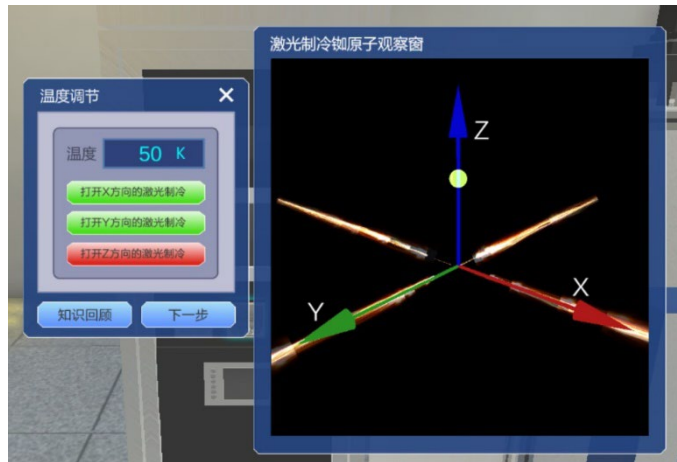 激光制冷铷原子观察窗
温度调节
温度 50 K
打开X方向的激光制冷
打开Y方向的激光制冷
打开Z方向的激光制冷
知识回顾 下一步
Z
X
Y